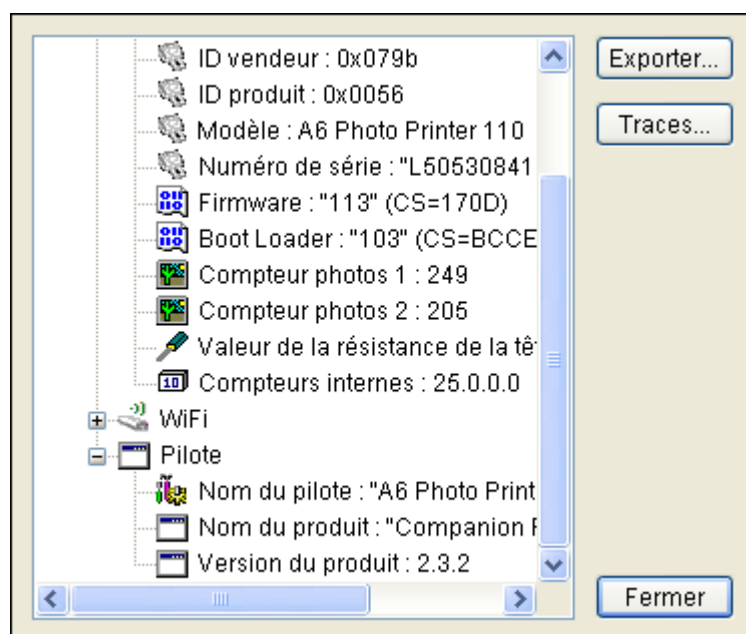 ID vendeur : 0x079b
ID produit : 0x0056
Modèle : A6 Photo Printer 110
Numéro de série : "L50530841
Firmware : "113" (CS=170D)
Boot Loader : "103" (CS=BCCE
Compteur photos 1 : 249
Compteur photos 2 : 205
Valeur de la résistance de la tê
Compteurs internes : 25.0.0.0
WiFi
Pilote
Nom du pilote : "A6 Photo Print
Nom du produit : "Companion
Version du produit : 2.3.2
Exporter...
Traces...
Fermer